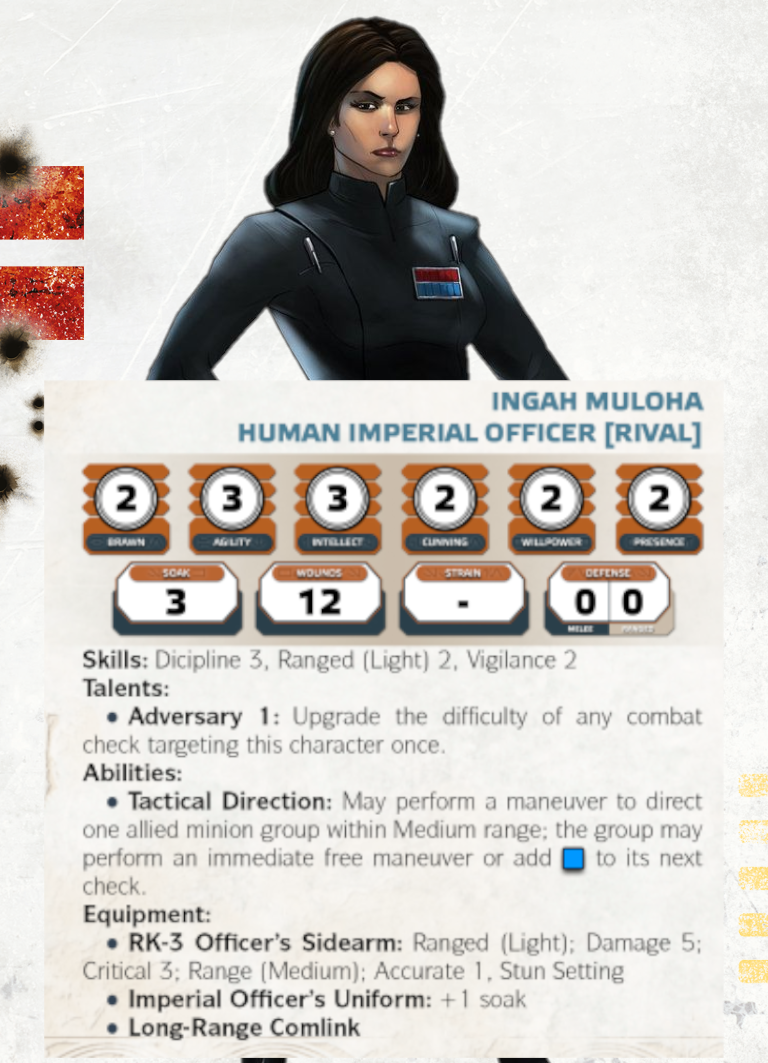 INGAH MULOHA
HUMAN IMPERIAL OFFICER [RIVAL]
2 3 3 2 2 2
BRAWN AGILITY INTELLECT CUNNING WILLPOWER PRESENCE
SOAK WOUNDS STRAIN DEFENSE
3 12 - 0 0
MELEE RANGED
Skills: Dicipline 3, Ranged (Light) 2, Vigilance 2
Talents:
• Adversary 1: Upgrade the difficulty of any combat
check targeting this character once.
Abilities:
• Tactical Direction: May perform a maneuver to direct
one allied minion group within Medium range; the group may
perform an immediate free maneuver or add to its next
check.
Equipment:
• RK-3 Officer's Sidearm: Ranged (Light); Damage 5;
Critical 3; Range (Medium); Accurate 1, Stun Setting
• Imperial Officer's Uniform: +1 soak
• Long-Range Comlink